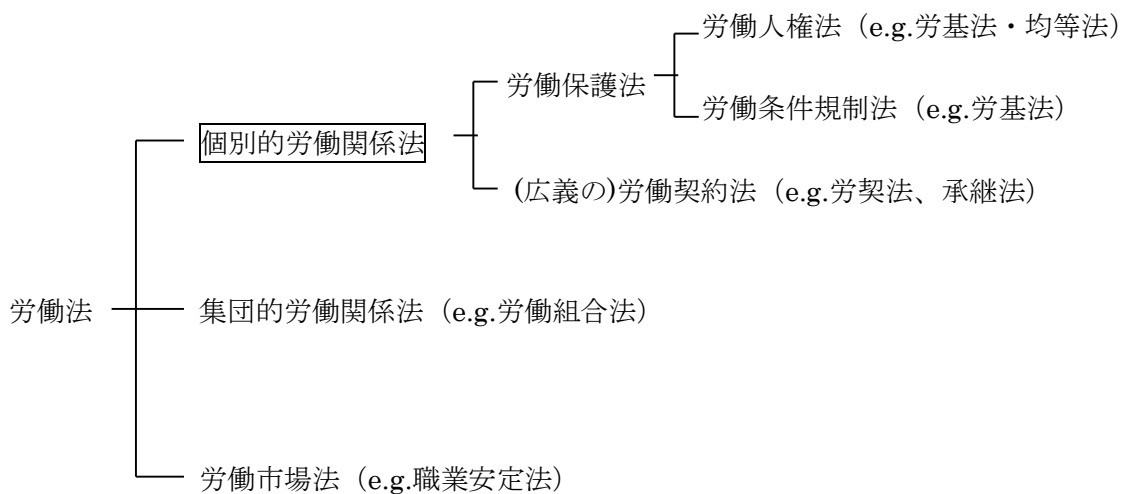 労働人権法（e.g.労基法・均等法）
労働保護法
労働条件規制法（e.g.労基法）
個別的労働関係法
(広義の)労働契約法（e.g.労契法、承継法）
労働法
集団的労働関係法（e.g.労働組合法）
労働市場法（e.g.職業安定法）